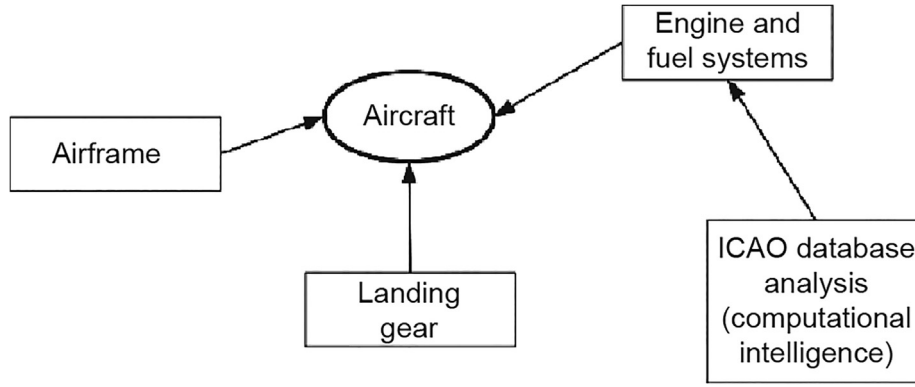 Engine and
fuel systems
Aircraft
Airframe
Landing
gear
ICAO database
analysis
(computational
intelligence)